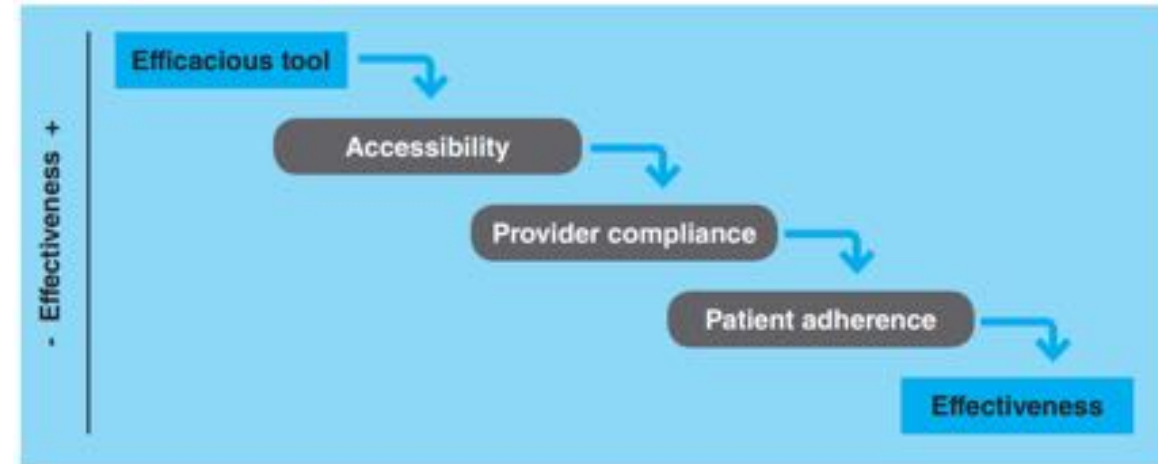 - Effectiveness +
Efficacious tool
Accessibility
Provider compliance
Patient adherence
Effectiveness